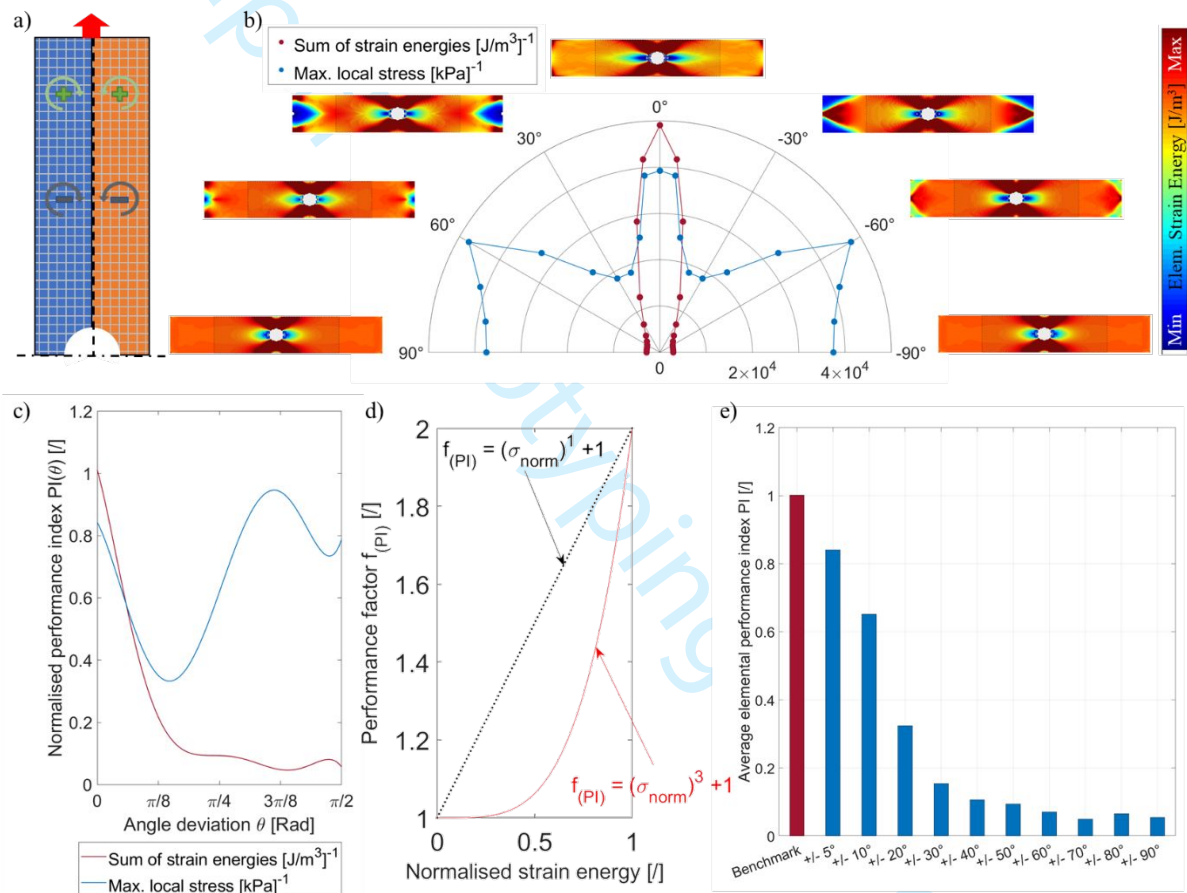 a)
b)
Sum of strain energies [J/m³]⁻¹
Max. local stress [kPa]⁻¹
0°
30°
-30°
60°
-60°
90°
-90°
0
2×10⁴
4×10⁴
Min Elem. Strain Energy [J/m³] Max
c)
Normalised performance index PI(θ) [/]
1.2
1
0.8
0.6
0.4
0.2
0
0
π/8
π/4
3π/8
π/2
Angle deviation θ [Rad]
Sum of strain energies [J/m³]⁻¹
Max. local stress [kPa]⁻¹
d)
Performance factor f(PI) [/]
2
1.8
1.6
1.4
1.2
1
f(PI) = (σnorm)¹ +1
f(PI) = (σnorm)³ +1
0
0.5
1
Normalised strain energy [/]
e)
Average elemental performance index PI [/]
1.2
1
0.8
0.6
0.4
0.2
0
Benchmark
+/- 5°
+/- 10°
+/- 20°
+/- 30°
+/- 40°
+/- 50°
+/- 60°
+/- 70°
+/- 80°
+/- 90°
otyping